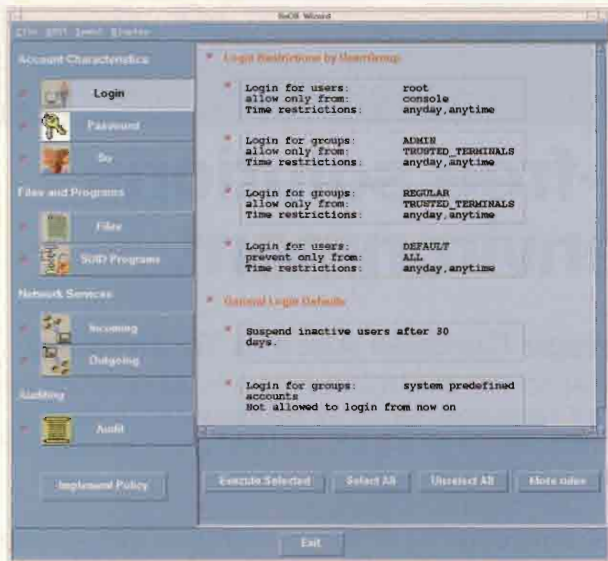 SeOS Wizard
File Edit
Account Characteristics
Login
Password
Su
Files and Programs
Files
SUID Programs
Network Services
Incoming
Outgoing
Auditing
Audit
Implement Policy
Login Restrictions by User/Group
Login for users: root
allow only from: console
Time restrictions: anyday,anytime
Login for groups: ADMIN
allow only from: TRUSTED_TERMINALS
Time restrictions: anyday,anytime
Login for groups: REGULAR
allow only from: TRUSTED_TERMINALS
Time restrictions: anyday,anytime
Login for users: DEFAULT
prevent only from: ALL
Time restrictions: anyday,anytime
General Login Defaults
Suspend inactive users after 30
days.
Login for groups: system predefined
accounts
Not allowed to login from now on
Execute Selected
Select All
Unselect All
More rules
Exit